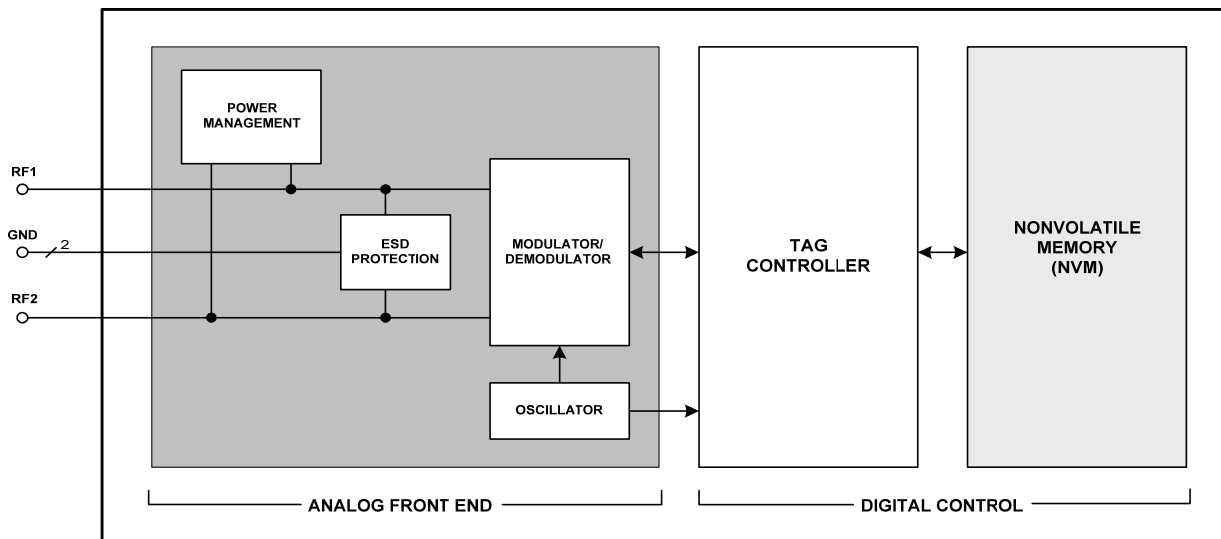 POWER
MANAGEMENT
RF1
GND
2
RF2
ESD
PROTECTION
MODULATOR/
DEMODULATOR
OSCILLATOR
TAG
CONTROLLER
NONVOLATILE
MEMORY
(NVM)
ANALOG FRONT END
DIGITAL CONTROL